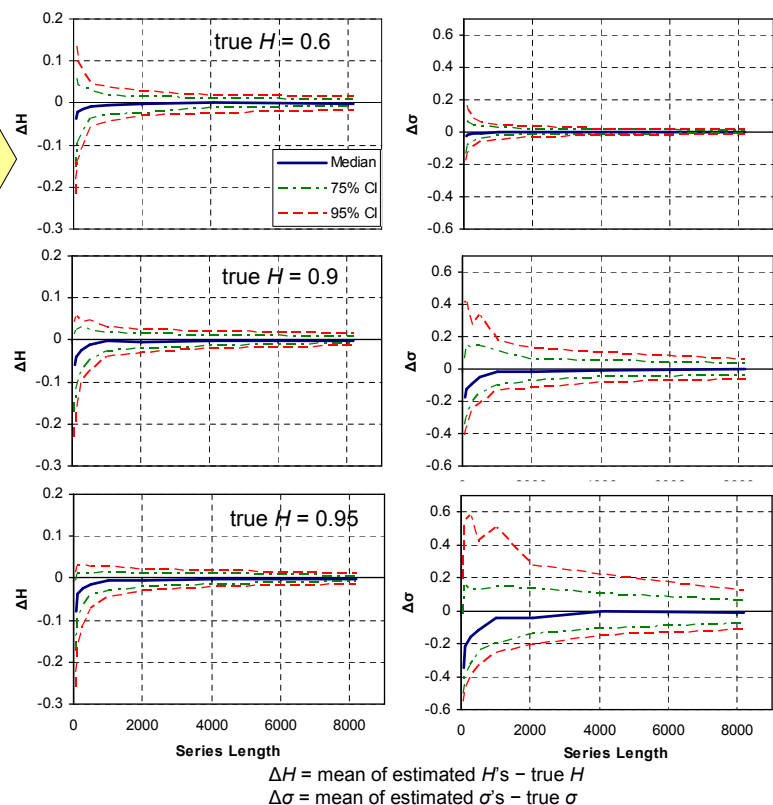 true H = 0.6
ΔH
0.2
0.1
0
-0.1
-0.2
-0.3
Median
75% CI
95% CI
Δσ
0.6
0.4
0.2
0
-0.2
-0.4
-0.6
true H = 0.9
ΔH
0.2
0.1
0
-0.1
-0.2
-0.3
Δσ
0.6
0.4
0.2
0
-0.2
-0.4
-0.6
true H = 0.95
ΔH
0.2
0.1
0
-0.1
-0.2
-0.3
0 2000 4000 6000 8000
Series Length
Δσ
0.6
0.4
0.2
0
-0.2
-0.4
-0.6
0 2000 4000 6000 8000
Series Length
ΔH = mean of estimated H's − true H
Δσ = mean of estimated σ's − true σ